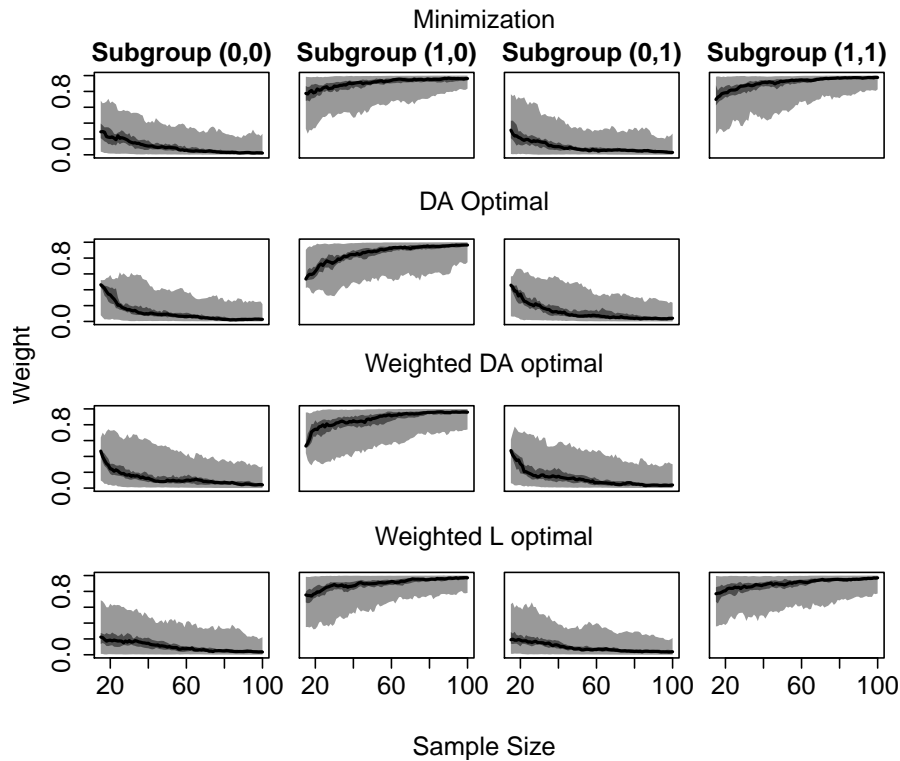 Minimization
Subgroup (0,0) Subgroup (1,0) Subgroup (0,1) Subgroup (1,1)
0.8
0.0
DA Optimal
0.8
0.0
Weight
Weighted DA optimal
0.8
0.0
Weighted L optimal
0.8
0.0
20 60 100 20 60 100 20 60 100 20 60 100
Sample Size